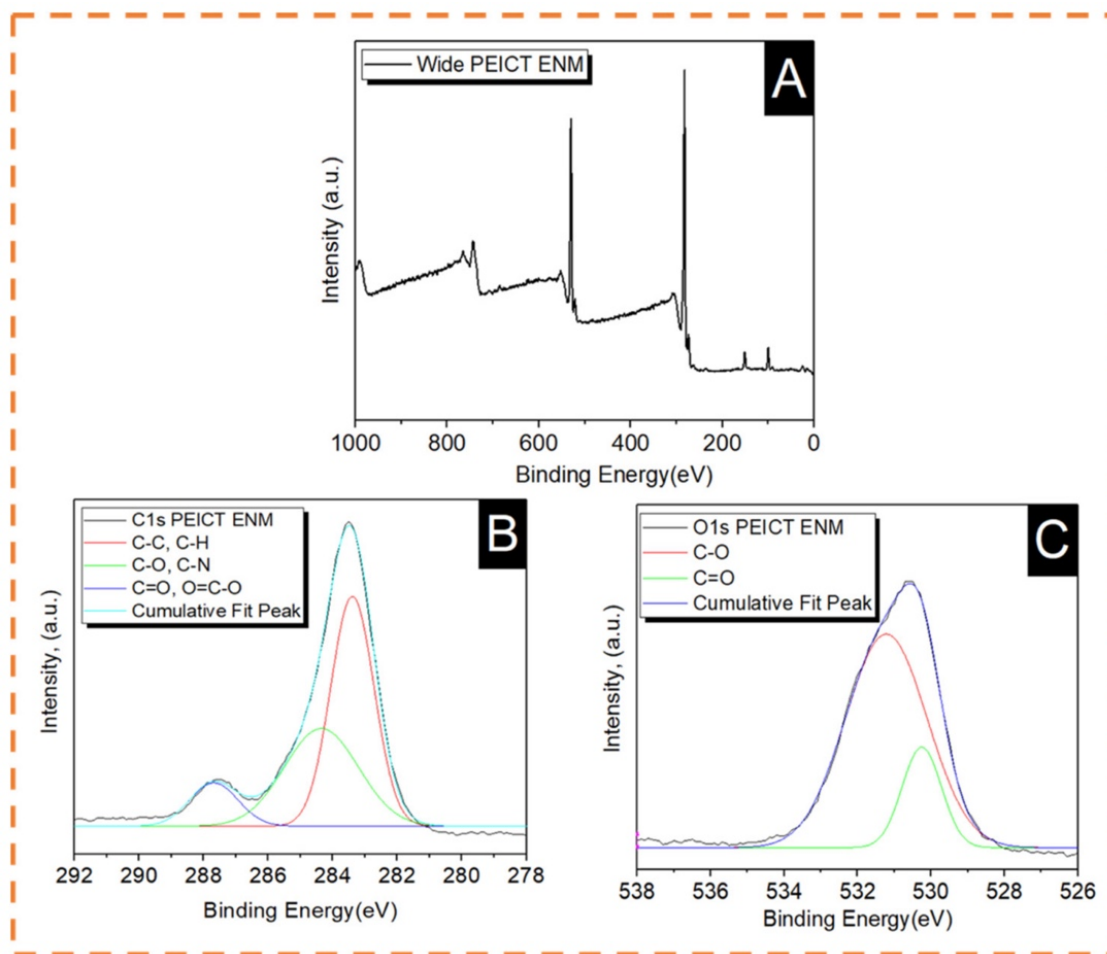 Wide PEICT ENM
A
Intensity (a.u.)
1000 800 600 400 200 0
Binding Energy(eV)
C1s PEICT ENM
C-C, C-H
C-O, C-N
C=O, O=C-O
Cumulative Fit Peak
B
Intensity, (a.u.)
292 290 288 286 284 282 280 278
Binding Energy(eV)
O1s PEICT ENM
C-O
C=O
Cumulative Fit Peak
C
Intensity, (a.u.)
538 536 534 532 530 528 526
Binding Energy(eV)